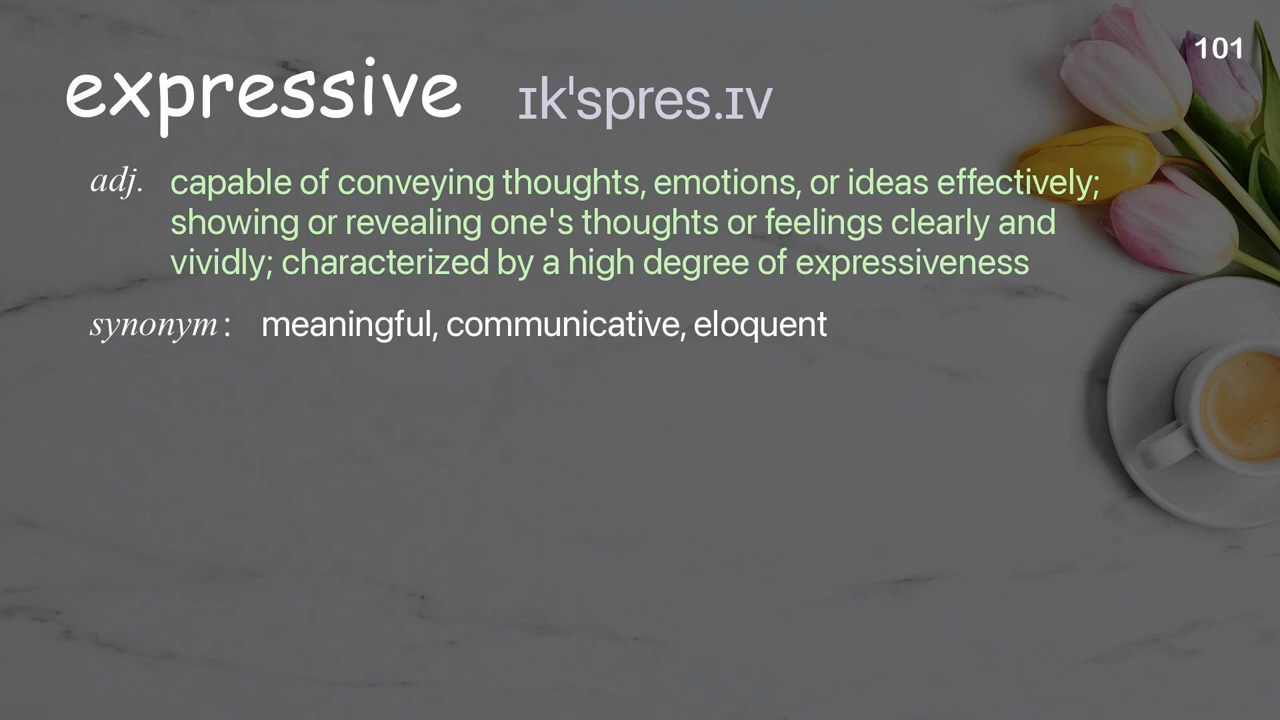 101
expressive ɪk'spres.ɪv
adj. capable of conveying thoughts, emotions, or ideas effectively;
showing or revealing one's thoughts or feelings clearly and
vividly; characterized by a high degree of expressiveness
synonym: meaningful, communicative, eloquent